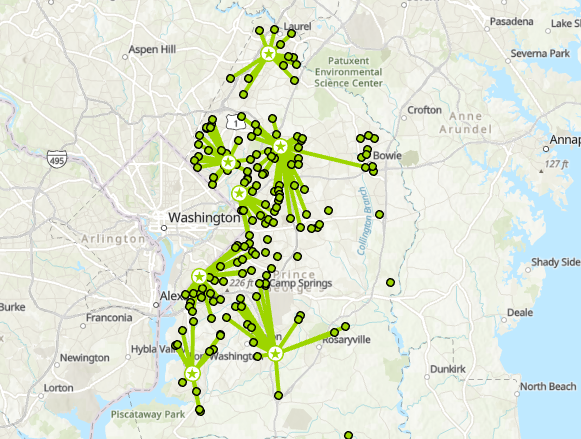 Laurel
Pasadena
Lake
Aspen Hill
Severna Park
Patuxent
Environmental
Science Center
Crofton
1
Anne
Arundel
495
Bowie
Annap
127 ft
Washington
Collington Branch
Arlington
Shady Side
Prince
George's
226 ft
Camp Springs
Alex
Burke
Franconia
Deale
Rosaryville
Hybla Val
Fort Washington
Newington
Dunkirk
Lorton
North Beach
Piscataway Park